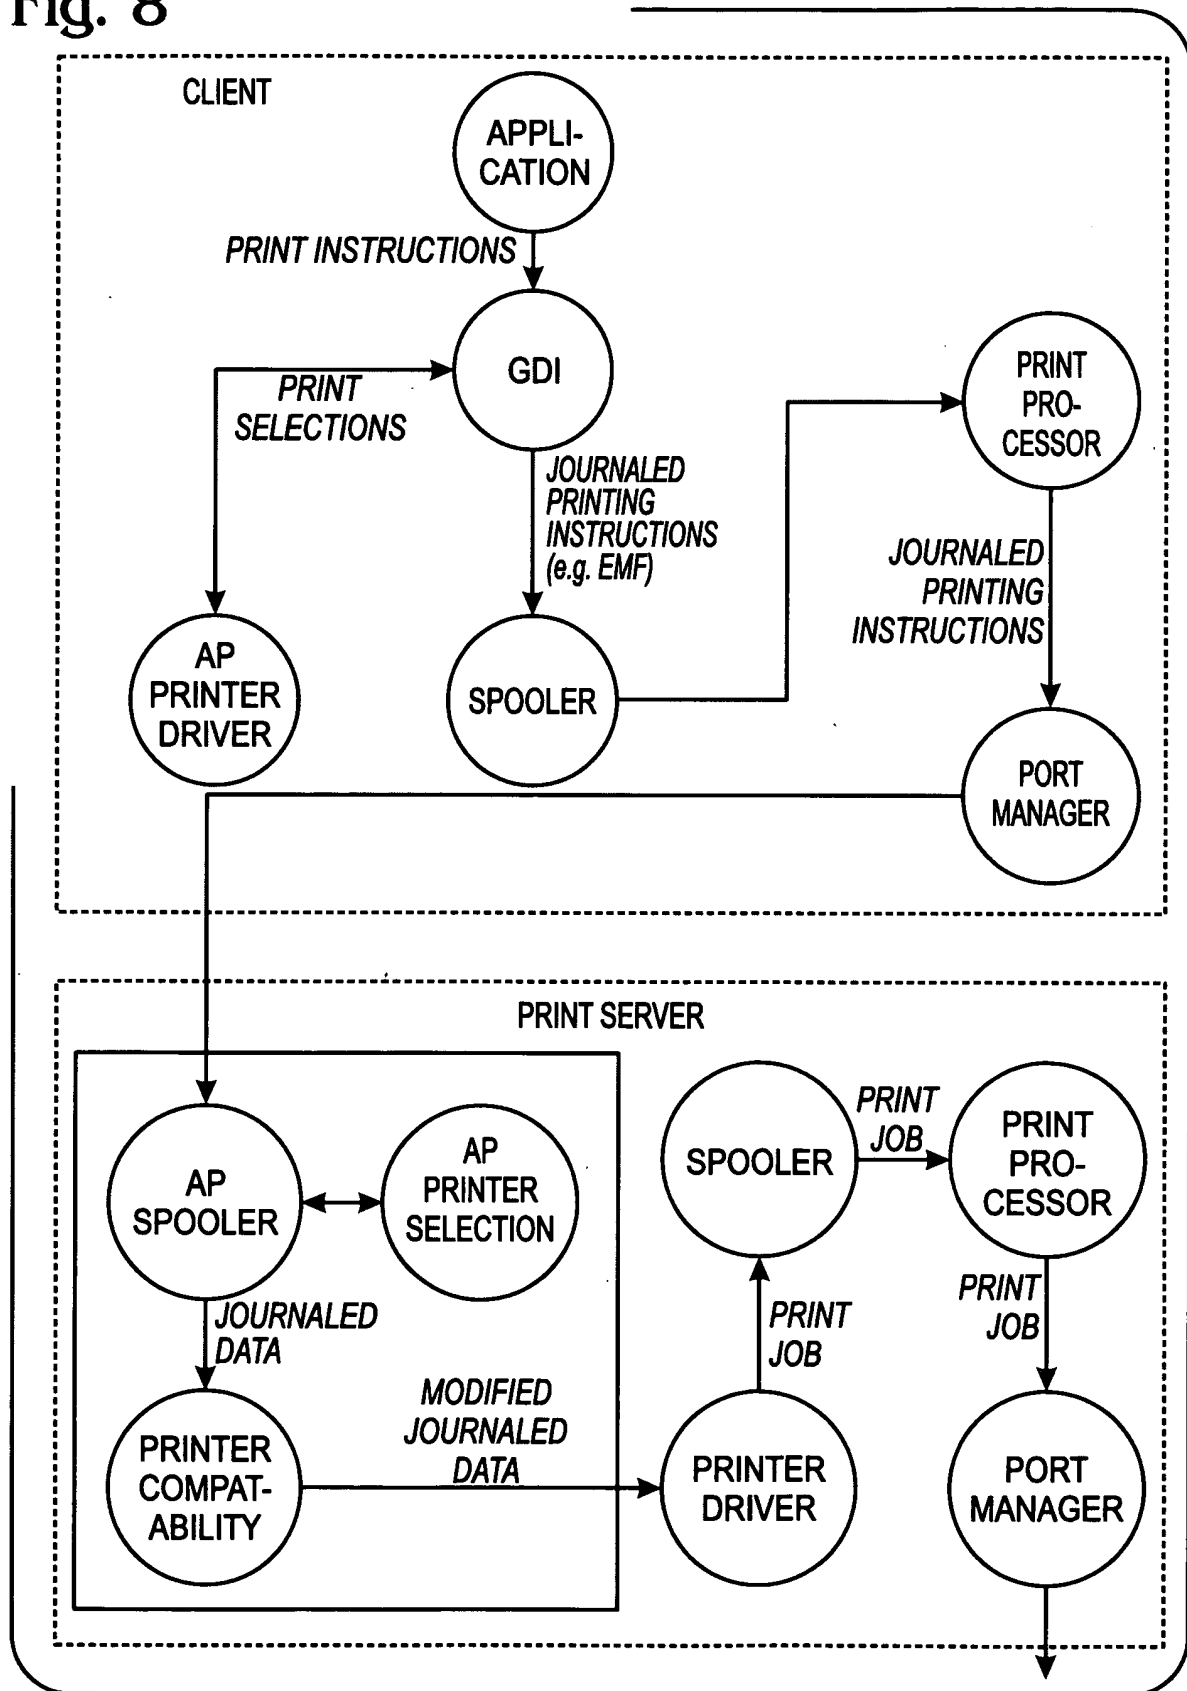 Fig. 8
CLIENT
APPLI-
CATION
PRINT INSTRUCTIONS
GDI
PRINT
SELECTIONS
JOURNALED
PRINTING
INSTRUCTIONS
(e.g. EMF)
PRINT
PRO-
CESSOR
JOURNALED
PRINTING
INSTRUCTIONS
AP
PRINTER
DRIVER
SPOOLER
PORT
MANAGER
PRINT SERVER
AP
SPOOLER
AP
PRINTER
SELECTION
SPOOLER
PRINT
JOB
PRINT
PRO-
CESSOR
JOURNALED
DATA
PRINT
JOB
PRINT
JOB
PRINTER
COMPAT-
ABILITY
MODIFIED
JOURNALED
DATA
PRINTER
DRIVER
PORT
MANAGER